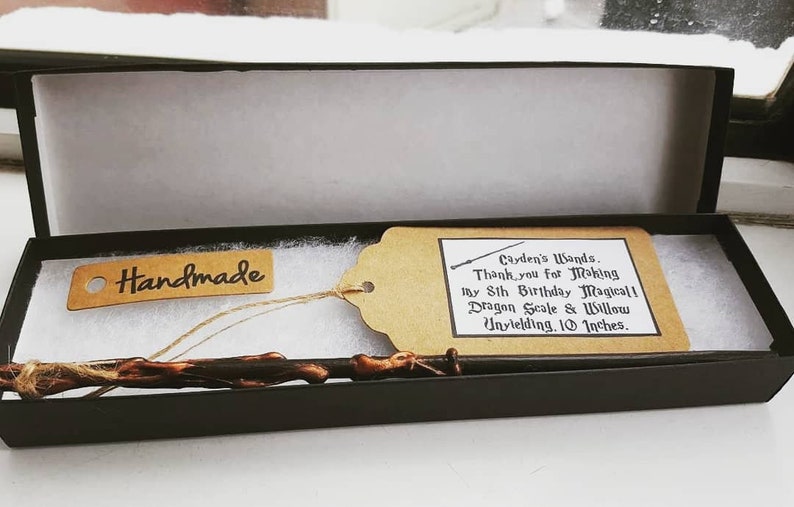 Handmade
Cayden's Wands.
Thank you for Making
my 8th Birthday Magical!
Dragon Scale & Willow
Unyielding, 10 Inches.